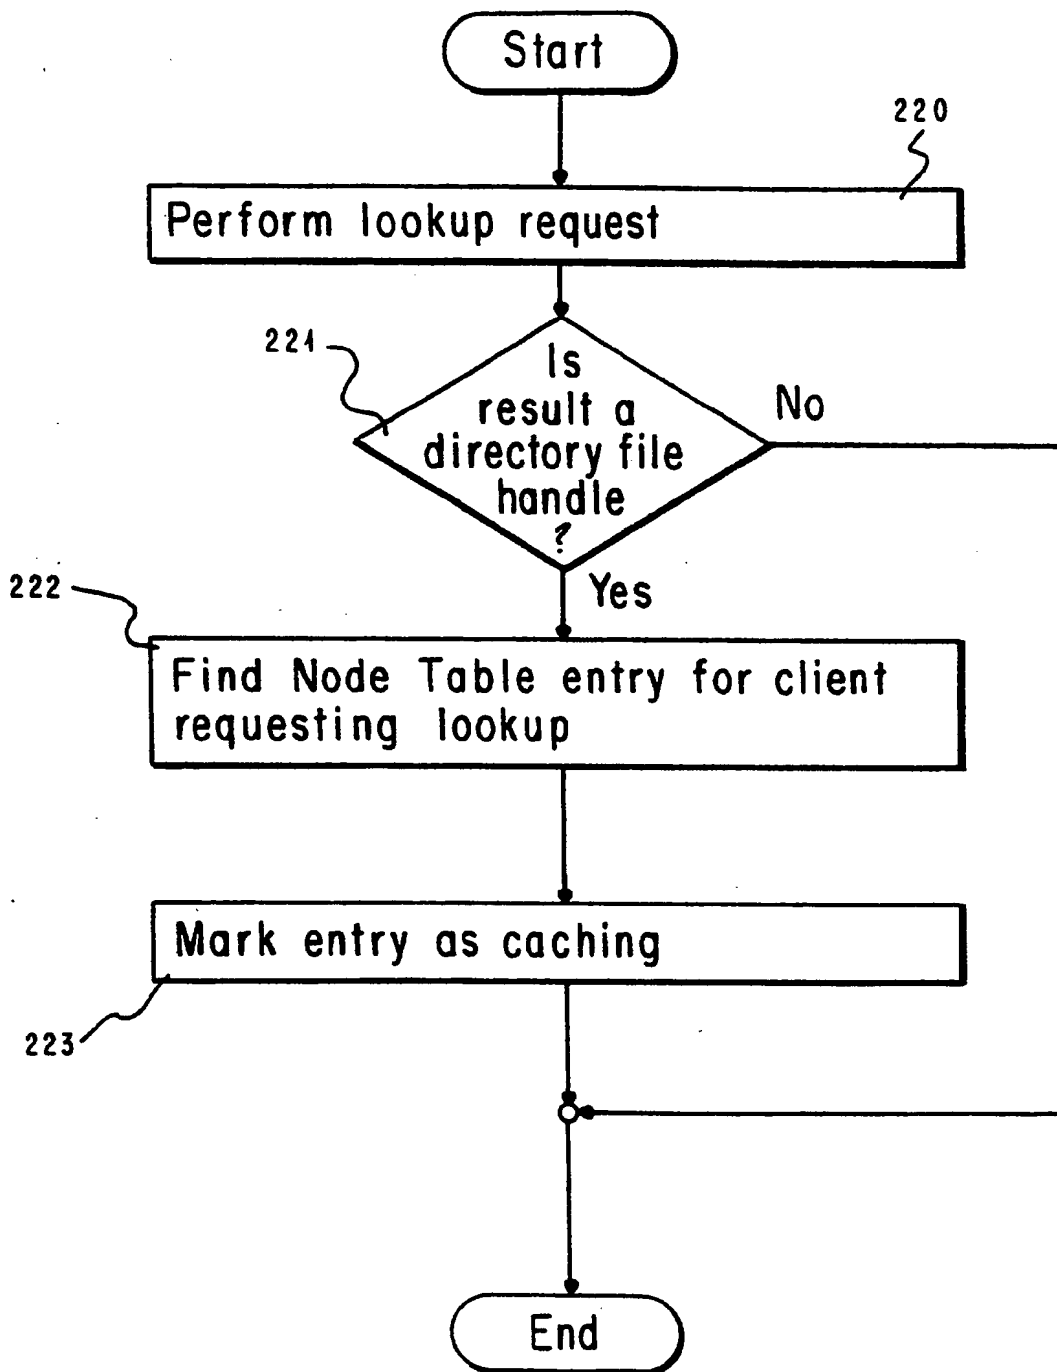 Start
220
Perform lookup request
221
Is
result a
directory file
handle
?
No
Yes
222
Find Node Table entry for client
requesting lookup
Mark entry as caching
223
End